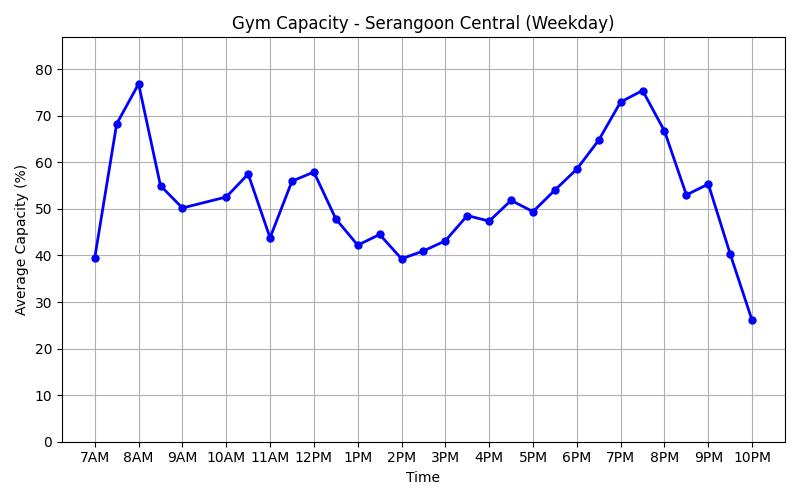 Gym Capacity - Serangoon Central (Weekday)
Average Capacity (%)
80
70
60
50
40
30
20
10
0
7AM 8AM 9AM 10AM 11AM 12PM 1PM 2PM 3PM 4PM 5PM 6PM 7PM 8PM 9PM 10PM
Time